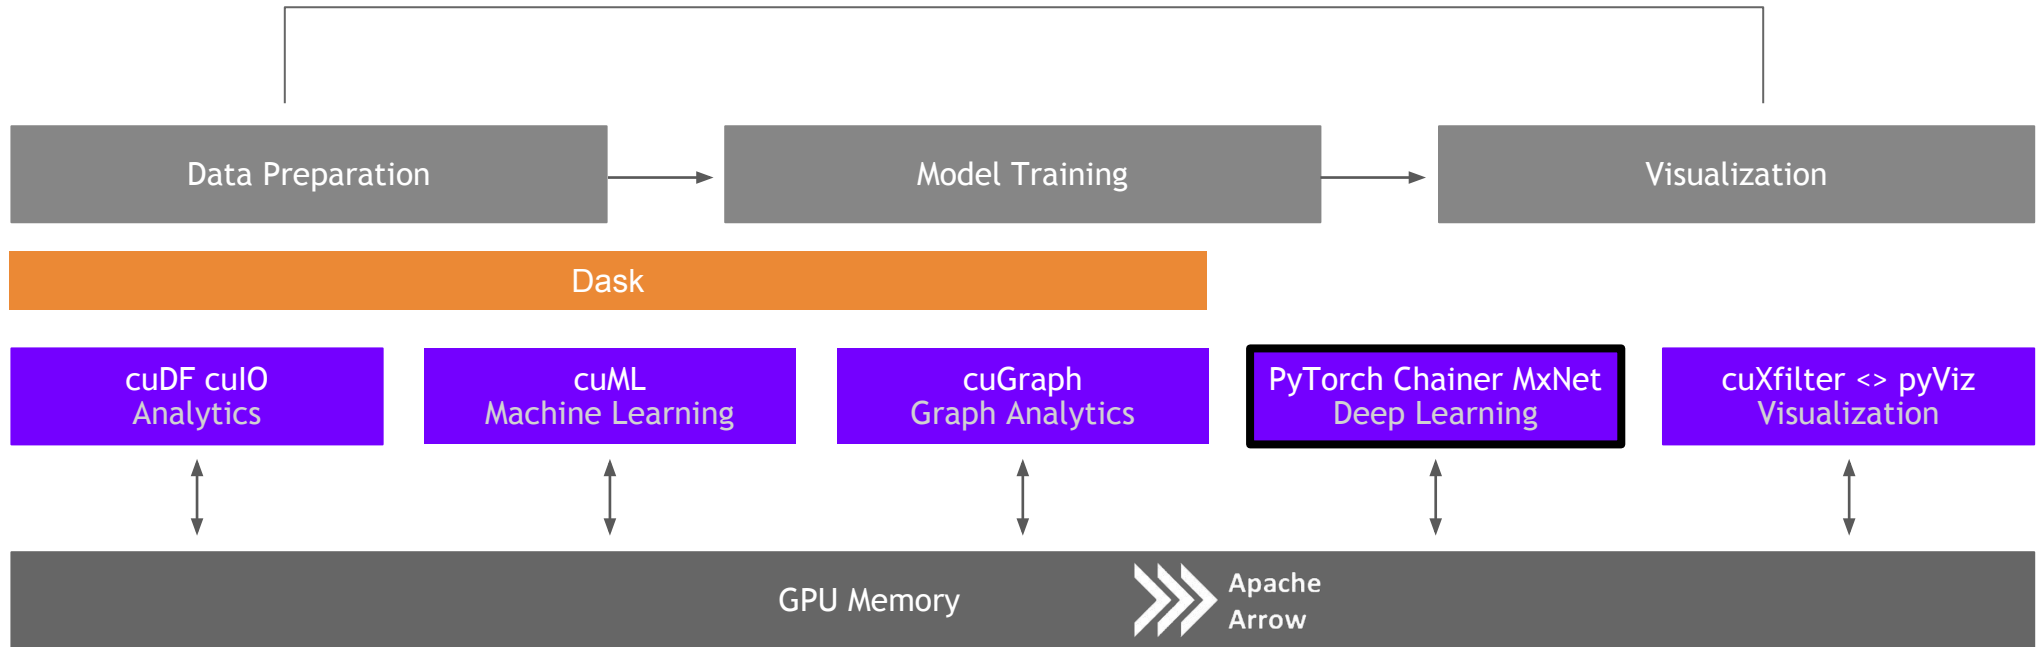 Data Preparation
Model Training
Visualization
Dask
cuDF cuIO
Analytics
cuML
Machine Learning
cuGraph
Graph Analytics
PyTorch Chainer MxNet
Deep Learning
cuXfilter <> pyViz
Visualization
GPU Memory
Apache
Arrow